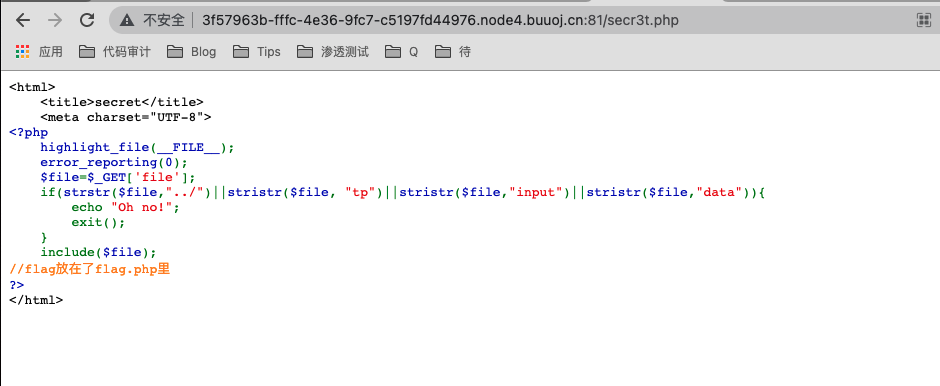 不安全 | 3f57963b-fffc-4e36-9fc7-c5197fd44976.node4.buuoj.cn:81/secr3t.php
应用 代码审计 Blog Tips 渗透测试 Q 待
<html>
    <title>secret</title>
    <meta charset="UTF-8">
<?php
    highlight_file(__FILE__);
    error_reporting(0);
    $file=$_GET['file'];
    if(strstr($file,"../")||stristr($file, "tp")||stristr($file,"input")||stristr($file,"data")){
        echo "Oh no!";
        exit();
    }
    include($file);
//flag放在了flag.php里
?>
</html>